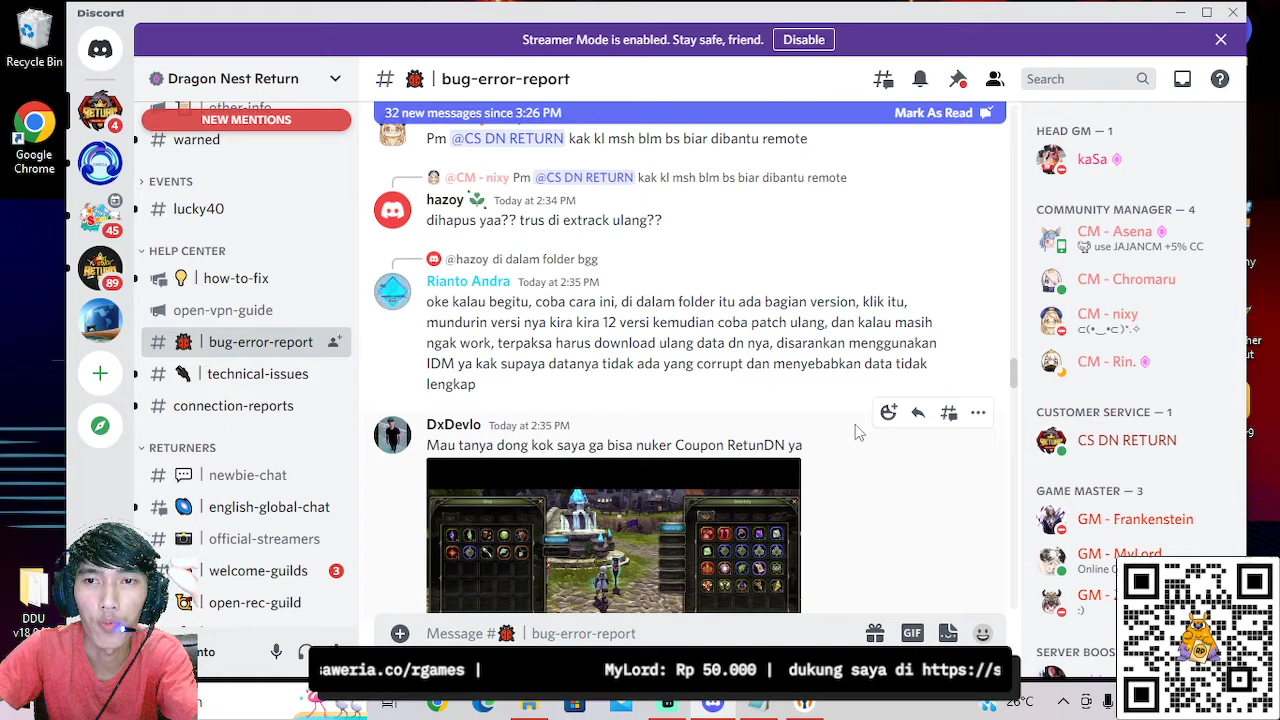 Discord
Streamer Mode is enabled. Stay safe, friend. Disable
Recycle Bin
Google
Chrome
DDU
Dragon Nest Return
4
45
89
other-info
NEW MENTIONS
warned
EVENTS
lucky40
HELP CENTER
how-to-fix
open-vpn-guide
# | bug-error-report
# | technical-issues
# connection-reports
RETURNERS
# | newbie-chat
| english-global-chat
# | official-streamers
# | welcome-guilds 3
# | open-rec-guild
# | bug-error-report
Search
32 new messages since 3:26 PM Mark As Read
Pm @CS DN RETURN kak kl msh blm bs biar dibantu remote
@CM - nixy Pm @CS DN RETURN kak kl msh blm bs biar dibantu remote
hazoy Today at 2:34 PM
dihapus yaa?? trus di extrack ulang??
@hazoy di dalam folder bgg
Rianto Andra Today at 2:35 PM
oke kalau begitu, coba cara ini, di dalam folder itu ada bagian version, klik itu,
mundurin versi nya kira kira 12 versi kemudian coba patch ulang, dan kalau masih
ngak work, terpaksa harus download ulang data dn nya, disarankan menggunakan
IDM ya kak supaya datanya tidak ada yang corrupt dan menyebabkan data tidak
lengkap
DxDevlo Today at 2:35 PM
Mau tanya dong kok saya ga bisa nuker Coupon RetunDN ya
Message # | bug-error-report
GIF
HEAD GM — 1
kaSa
COMMUNITY MANAGER — 4
CM - Asena
use JAJANCM +5% CC
CM - Chromaru
CM - nixy
CM - Rin.
CUSTOMER SERVICE — 1
CS DN RETURN
GAME MASTER — 3
GM - Frankenstein
GM - MyLord
GM -
:)
RP
saweria.co/rgames | MyLord: Rp 50.000 | dukung saya di https://s